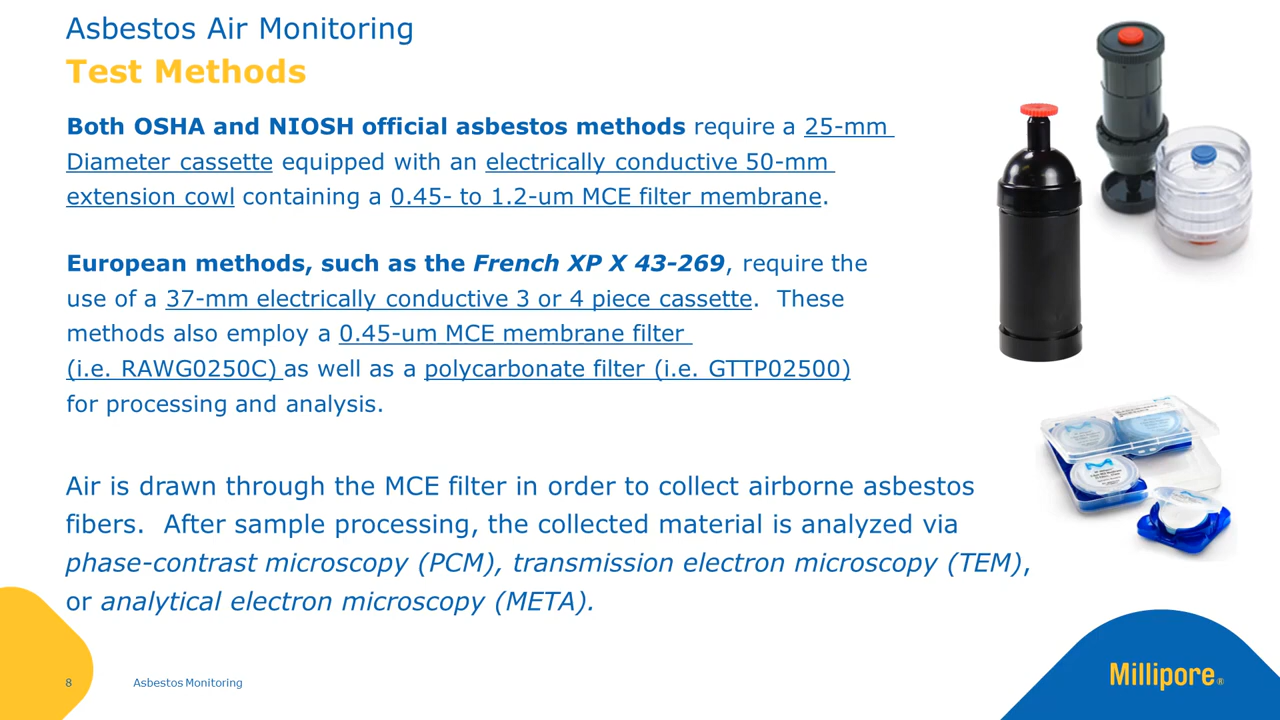 Asbestos Air Monitoring
Test Methods
Both OSHA and NIOSH official asbestos methods require a 25-mm
Diameter cassette equipped with an electrically conductive 50-mm
extension cowl containing a 0.45- to 1.2-um MCE filter membrane.
European methods, such as the French XP X 43-269, require the
use of a 37-mm electrically conductive 3 or 4 piece cassette.  These
methods also employ a 0.45-um MCE membrane filter
(i.e. RAWG0250C) as well as a polycarbonate filter (i.e. GTTP02500)
for processing and analysis.
Air is drawn through the MCE filter in order to collect airborne asbestos
fibers.  After sample processing, the collected material is analyzed via
phase-contrast microscopy (PCM), transmission electron microscopy (TEM),
or analytical electron microscopy (META).
8
Asbestos Monitoring
Millipore®